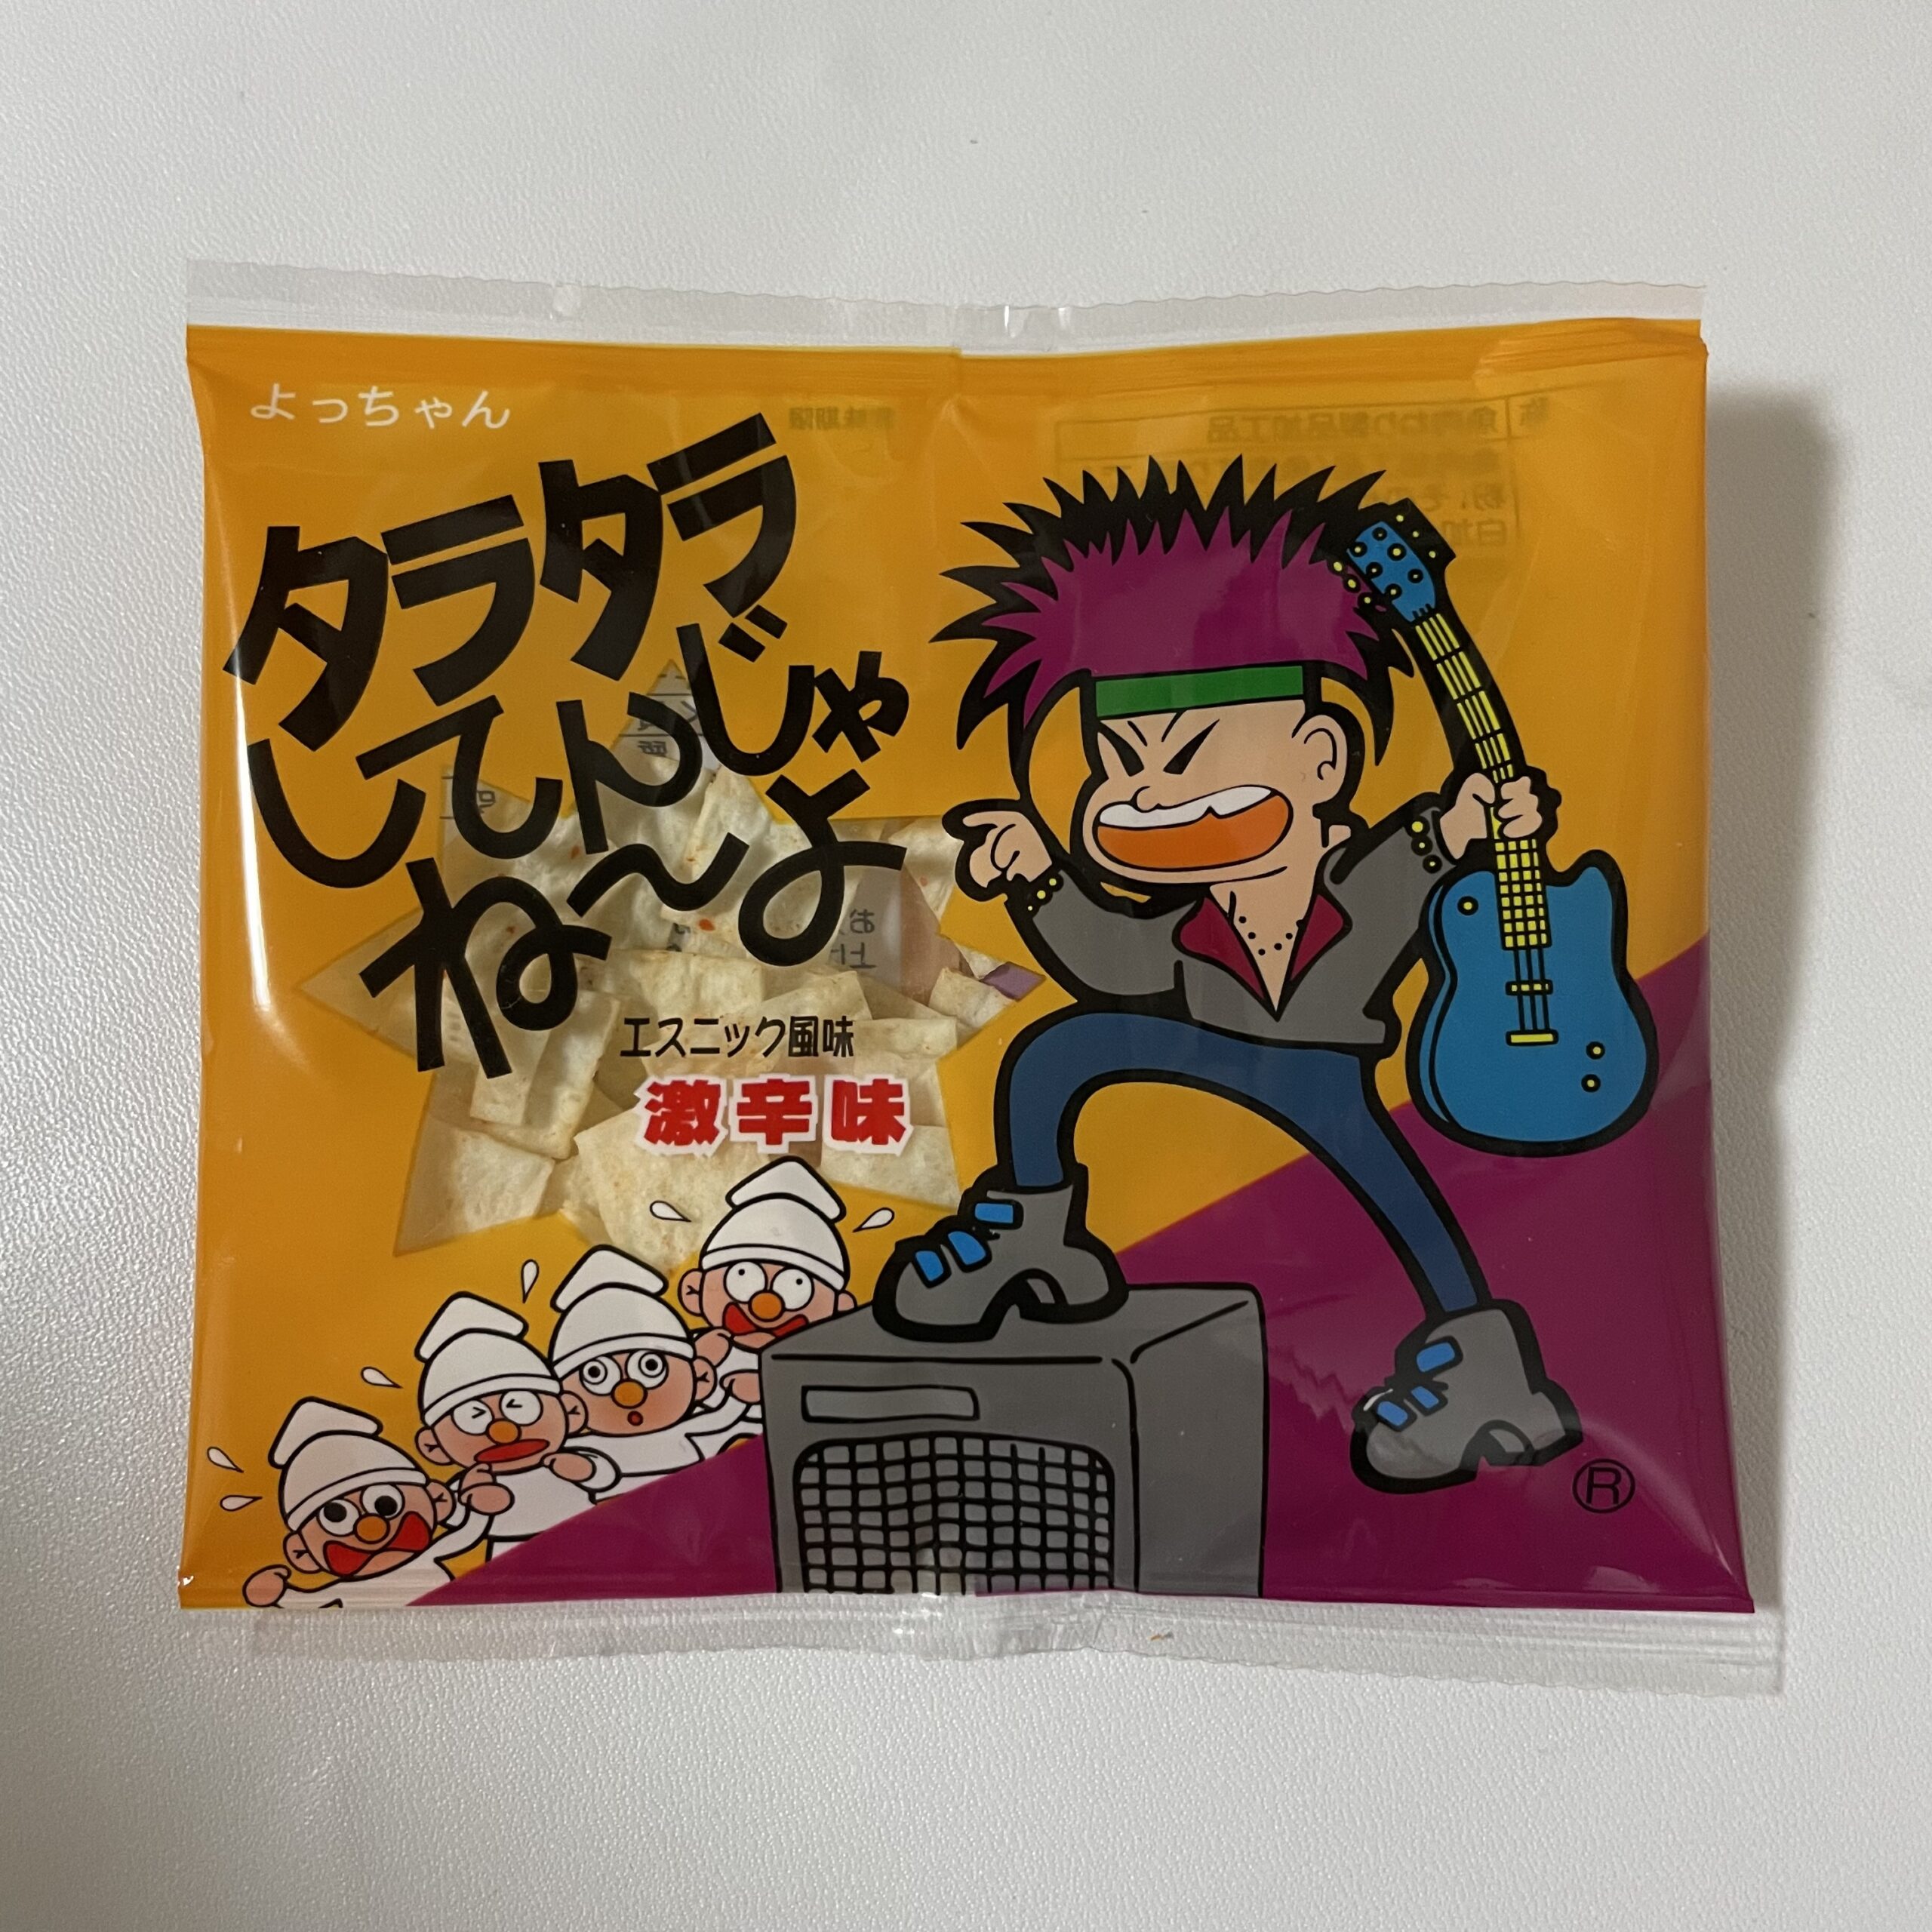 よっちゃん
タラタラ
してんじゃ
ね〜よ
エスニック風味
激辛味
®